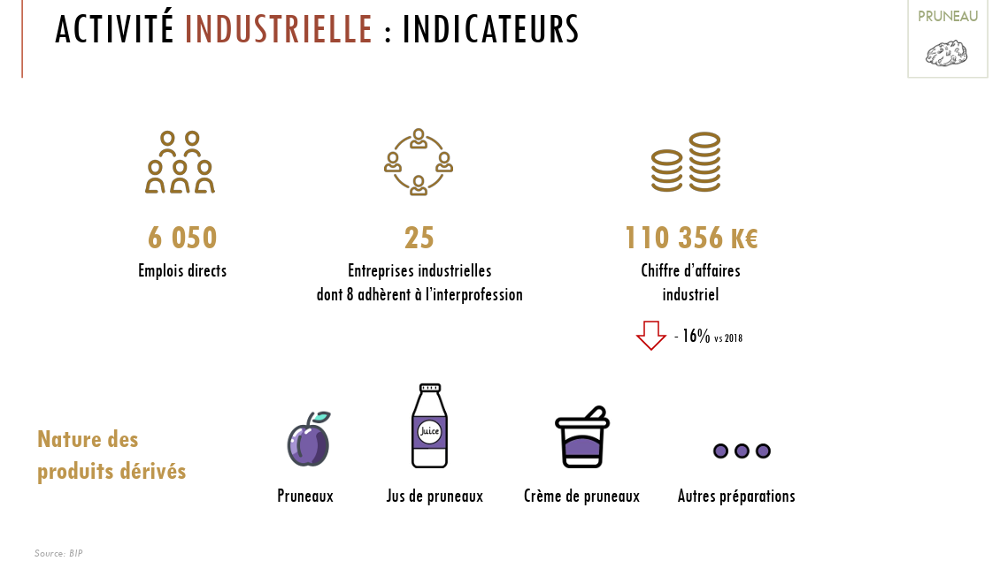 ACTIVITÉ INDUSTRIELLE : INDICATEURS
PRUNEAU
6 050
Emplois directs
25
Entreprises industrielles
dont 8 adhèrent à l’interprofession
110 356 K€
Chiffre d’affaires
industriel
- 16% vs 2018
Nature des
produits dérivés
Juice
Pruneaux
Jus de pruneaux
Crème de pruneaux
Autres préparations
Source: BIP